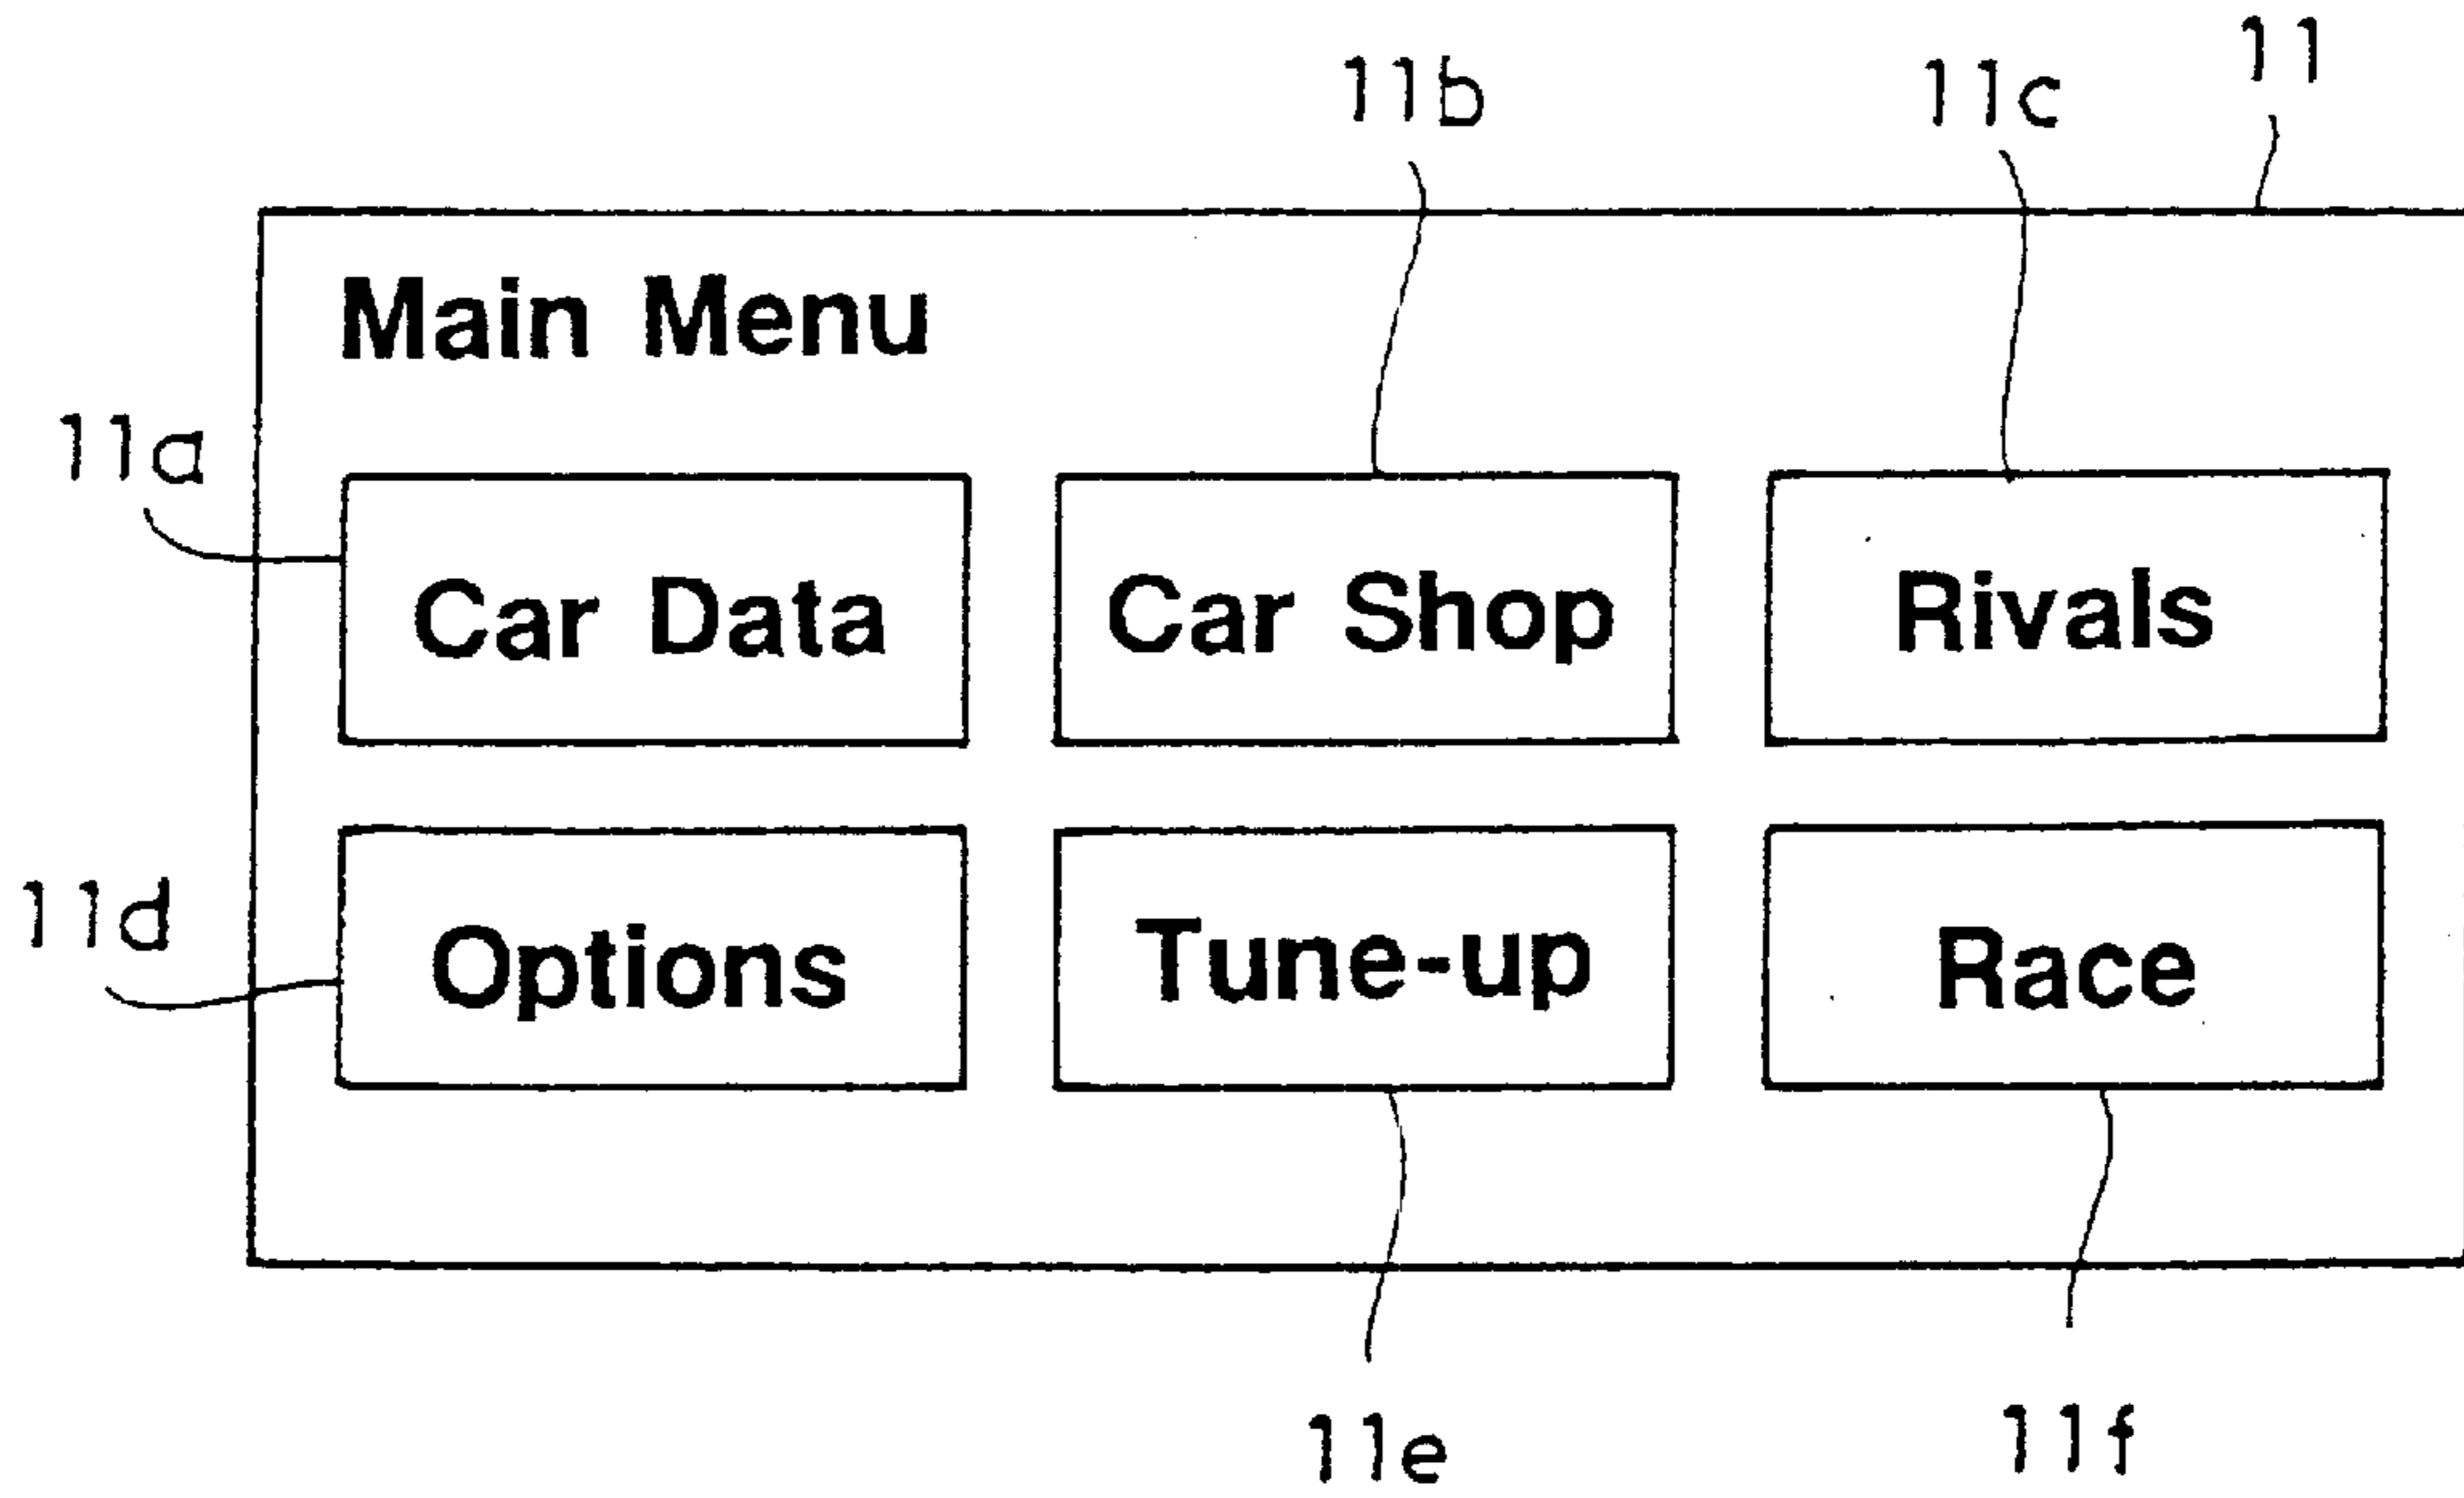 11b 11c 11
Main Menu
11a
Car Data Car Shop Rivals
11d
Options Tune-up Race
11e 11f